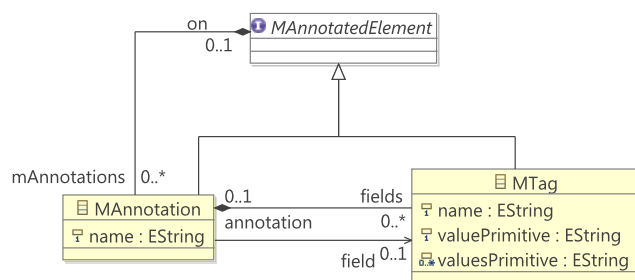 on
MAnnotatedElement
0..1
mAnnotations
0..*
MAnnotation
name : EString
0..1
fields
annotation
0..*
field
0..1
MTag
name : EString
valuePrimitive : EString
valuesPrimitive : EString